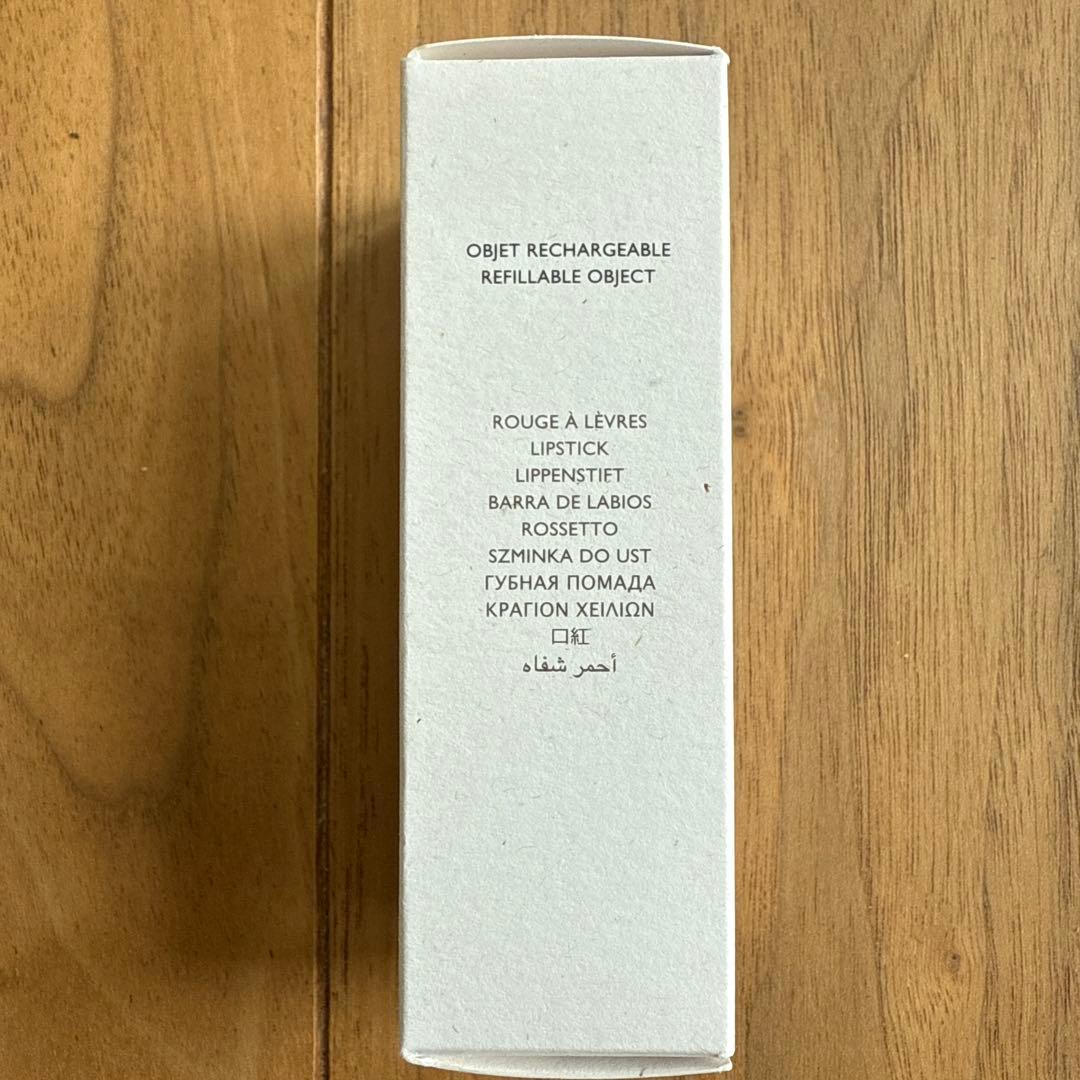 OBJET RECHARGEABLE
REFILLABLE OBJECT
ROUGE À LÈVRES
LIPSTICK
LIPPENSTIFT
BARRA DE LABIOS
ROSSETTO
SZMINKA DO UST
ГУБНАЯ ПОМАДА
ΚΡΑΓΙΟΝ ΧΕΙΛΙΩΝ
口紅
أحمر شفاه